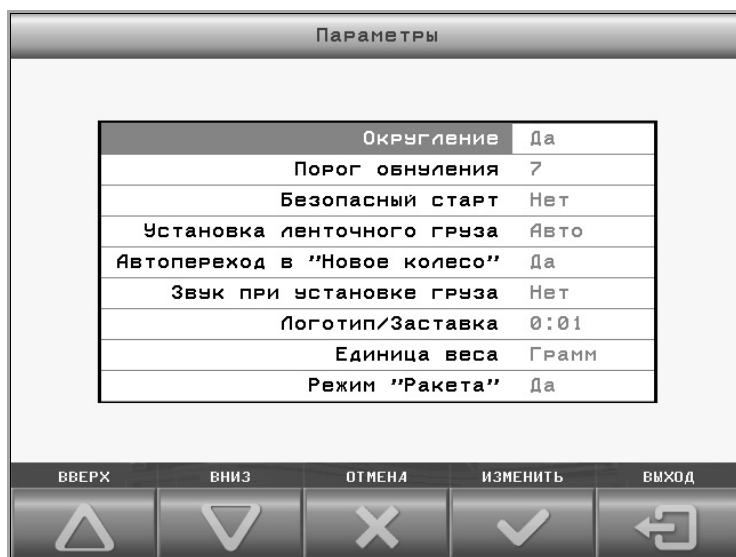 Параметры
Округление Да
Порог обнуления 7
Безопасный старт Нет
Установка ленточного груза Авто
Автопереход в "Новое колесо" Да
Звук при установке груза Нет
Логотип/Заставка 0:01
Единица веса Грамм
Режим "Ракета" Да
ВВЕРХ ВНИЗ ОТМЕНА ИЗМЕНИТЬ ВЫХОД